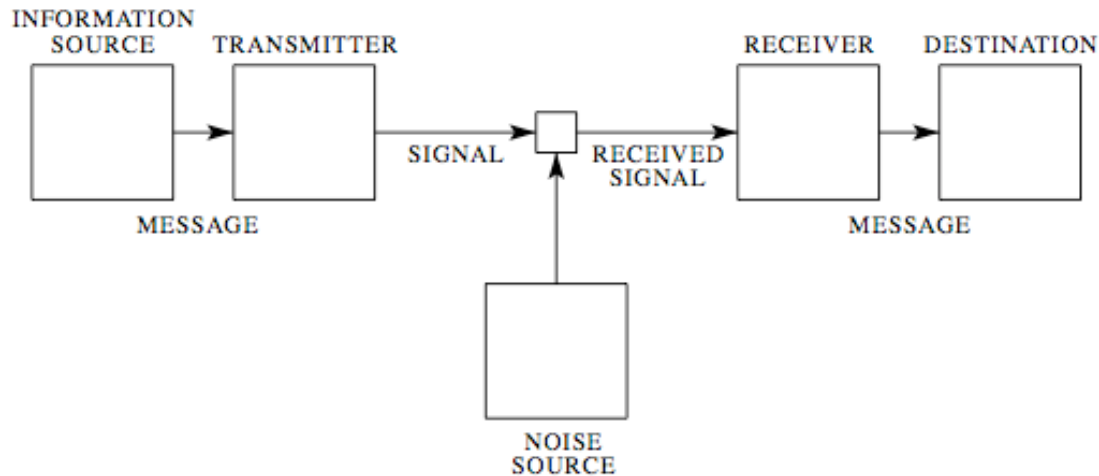 INFORMATION
SOURCE
TRANSMITTER
RECEIVER
DESTINATION
SIGNAL
RECEIVED
SIGNAL
MESSAGE
MESSAGE
NOISE
SOURCE